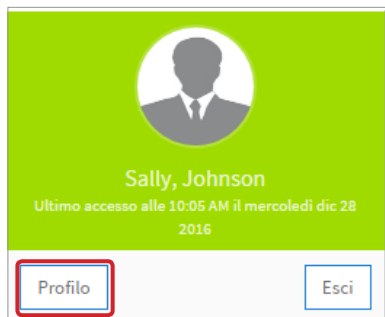 Sally, Johnson
Ultimo accesso alle 10:05 AM il mercoledì dic 28
2016
Profilo
Esci